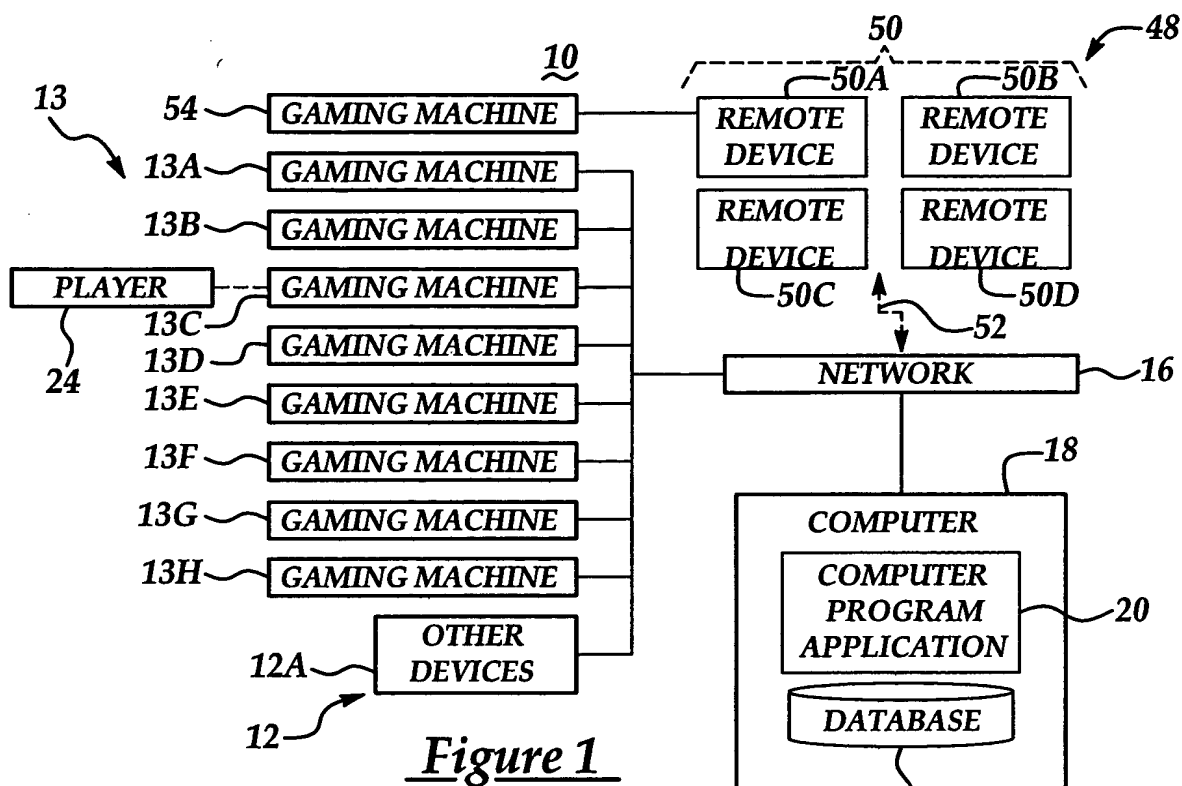 10
50
48
13
54
GAMING MACHINE
50A
REMOTE
DEVICE
50B
REMOTE
DEVICE
13A
GAMING MACHINE
13B
GAMING MACHINE
50C
REMOTE
DEVICE
50D
REMOTE
DEVICE
PLAYER
24
13C
GAMING MACHINE
52
13D
GAMING MACHINE
NETWORK
16
13E
GAMING MACHINE
13F
GAMING MACHINE
18
13G
GAMING MACHINE
COMPUTER
13H
GAMING MACHINE
COMPUTER
PROGRAM
APPLICATION
20
12A
OTHER
DEVICES
12
DATABASE
Figure 1